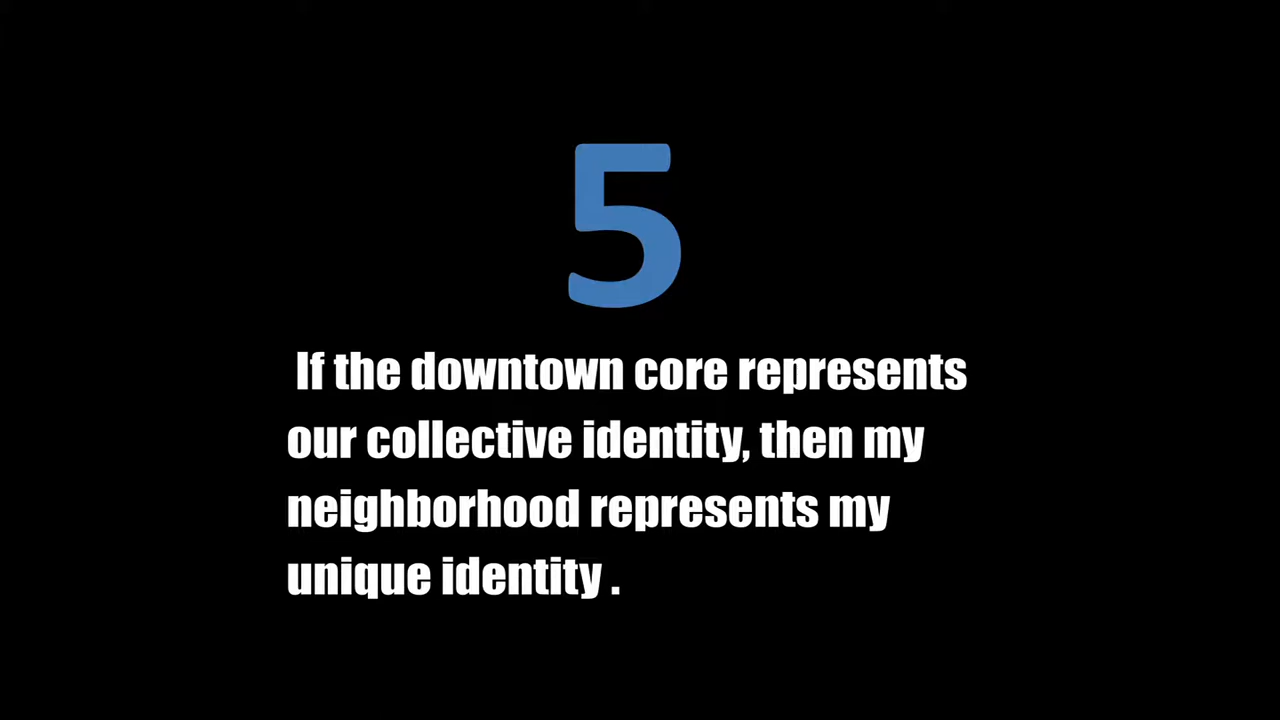 5
If the downtown core represents
our collective identity, then my
neighborhood represents my
unique identity .